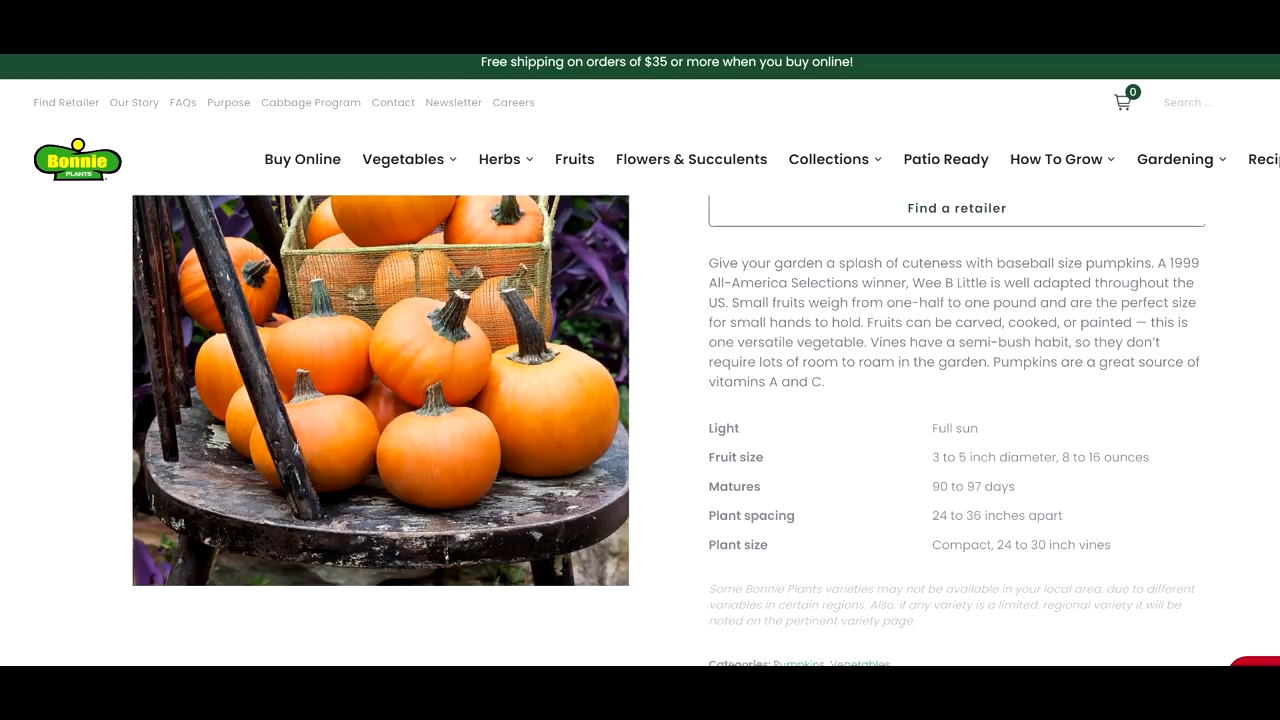 Free shipping on orders of $35 or more when you buy online!
Find Retailer Our Story FAQs Purpose Cabbage Program Contact Newsletter Careers
0
Search ...
Bonnie
PLANTS
Buy Online Vegetables Herbs Fruits Flowers & Succulents Collections Patio Ready How To Grow Gardening Reci
Find a retailer
Give your garden a splash of cuteness with baseball size pumpkins. A 1999
All-America Selections winner, Wee B Little is well adapted throughout the
US. Small fruits weigh from one-half to one pound and are the perfect size
for small hands to hold. Fruits can be carved, cooked, or painted — this is
one versatile vegetable. Vines have a semi-bush habit, so they don't
require lots of room to roam in the garden. Pumpkins are a great source of
vitamins A and C.
Light Full sun
Fruit size 3 to 5 inch diameter, 8 to 16 ounces
Matures 90 to 97 days
Plant spacing 24 to 36 inches apart
Plant size Compact, 24 to 30 inch vines
Some Bonnie Plants varieties may not be available in your local area, due to different
variables in certain regions. Also, if any variety is a limited, regional variety it will be
noted on the pertinent variety page.
Categories: Pumpkins, Vegetables